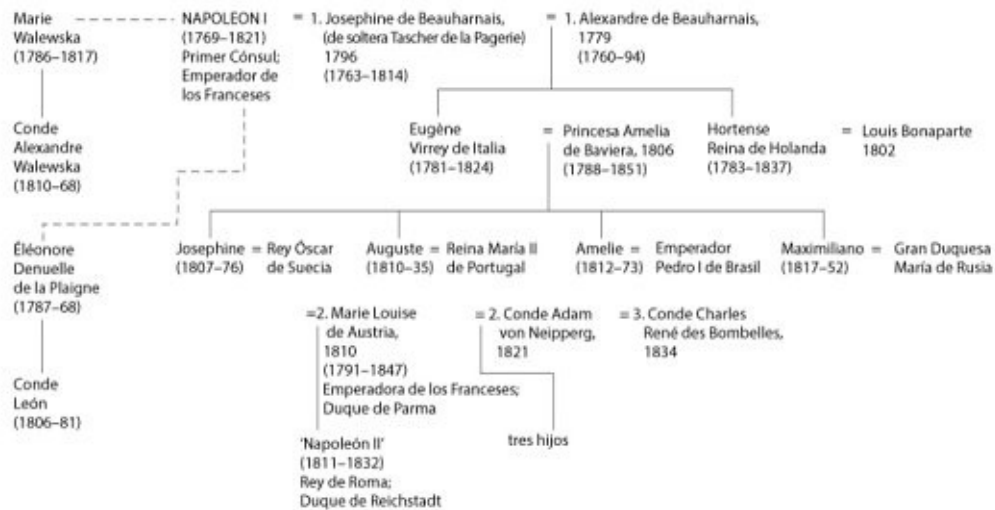 Marie
Walewska
(1786–1817)
NAPOLEON I
(1769–1821)
Primer Cónsul;
Emperador de
los Franceses
= 1. Josephine de Beauharnais,
(de soltera Tascher de la Pagerie)
1796
(1763–1814)
= 1. Alexandre de Beauharnais,
1779
(1760–94)
Conde
Alexandre
Walewska
(1810–68)
Eugène
Virrey de Italia
(1781–1824)
= Princesa Amelia
de Baviera, 1806
(1788–1851)
Hortense
Reina de Holanda
(1783–1837)
= Louis Bonaparte
1802
Éléonore
Denuelle
de la Plaigne
(1787–68)
Josephine = Rey Óscar
(1807–76) de Suecia
Auguste = Reina María II
(1810–35) de Portugal
Amelie = Emperador
(1812–73) Pedro I de Brasil
Maximiliano = Gran Duquesa
(1817–52) María de Rusia
=2. Marie Louise
de Austria,
1810
(1791–1847)
Emperadora de los Franceses;
Duque de Parma
= 2. Conde Adam
von Neipperg,
1821
= 3. Conde Charles
René des Bombelles,
1834
Conde
León
(1806–81)
'Napoleón II'
(1811–1832)
Rey de Roma;
Duque de Reichstadt
tres hijos